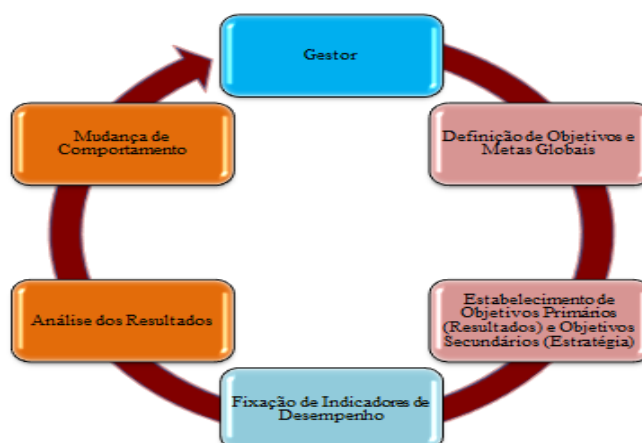 Gestor
Definição de Objetivos e
Metas Globais
Estabelecimento de
Objetivos Primários
(Resultados) e Objetivos
Secundários (Estratégia)
Fixação de Indicadores de
Desempenho
Análise dos Resultados
Mudança de
Comportamento